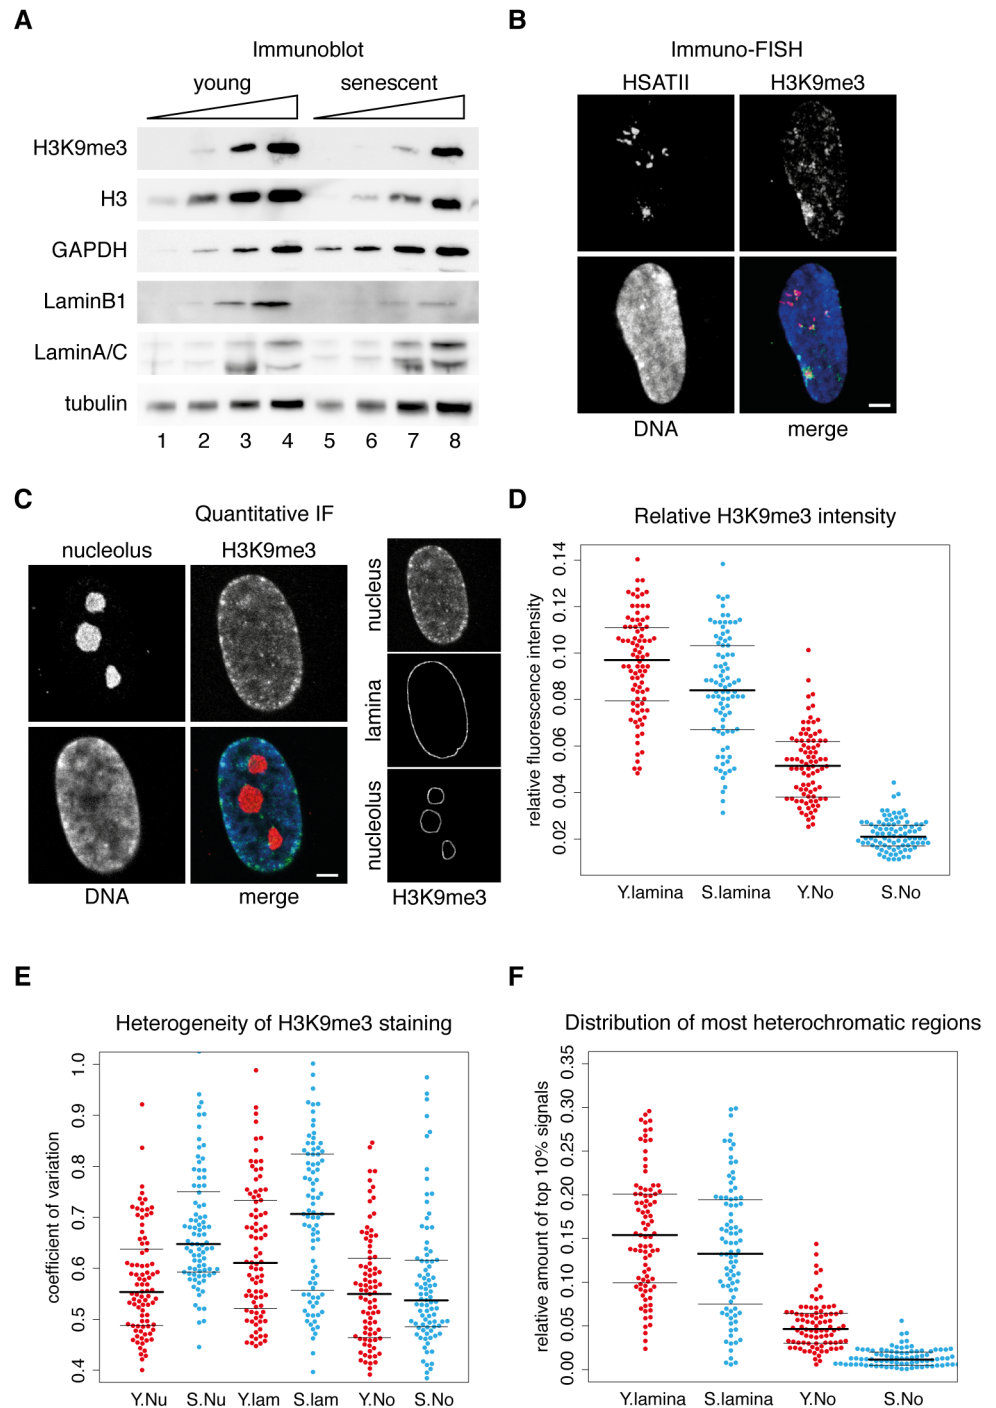 A
Immunoblot
young senescent
H3K9me3
H3
GAPDH
LaminB1
LaminA/C
tubulin
1 2 3 4 5 6 7 8
B
Immuno-FISH
HSATII H3K9me3
DNA merge
C
Quantitative IF
nucleolus H3K9me3
DNA merge
nucleus
lamina
nucleolus
H3K9me3
D
Relative H3K9me3 intensity
relative fluorescence intensity
0.14
0.12
0.10
0.08
0.06
0.04
0.02
Y.lamina S.lamina Y.No S.No
E
Heterogeneity of H3K9me3 staining
coefficient of variation
1.0
0.9
0.8
0.7
0.6
0.5
0.4
Y.Nu S.Nu Y.lam S.lam Y.No S.No
F
Distribution of most heterochromatic regions
relative amount of top 10% signals
0.35
0.30
0.25
0.20
0.15
0.10
0.05
0.00
Y.lamina S.lamina Y.No S.No